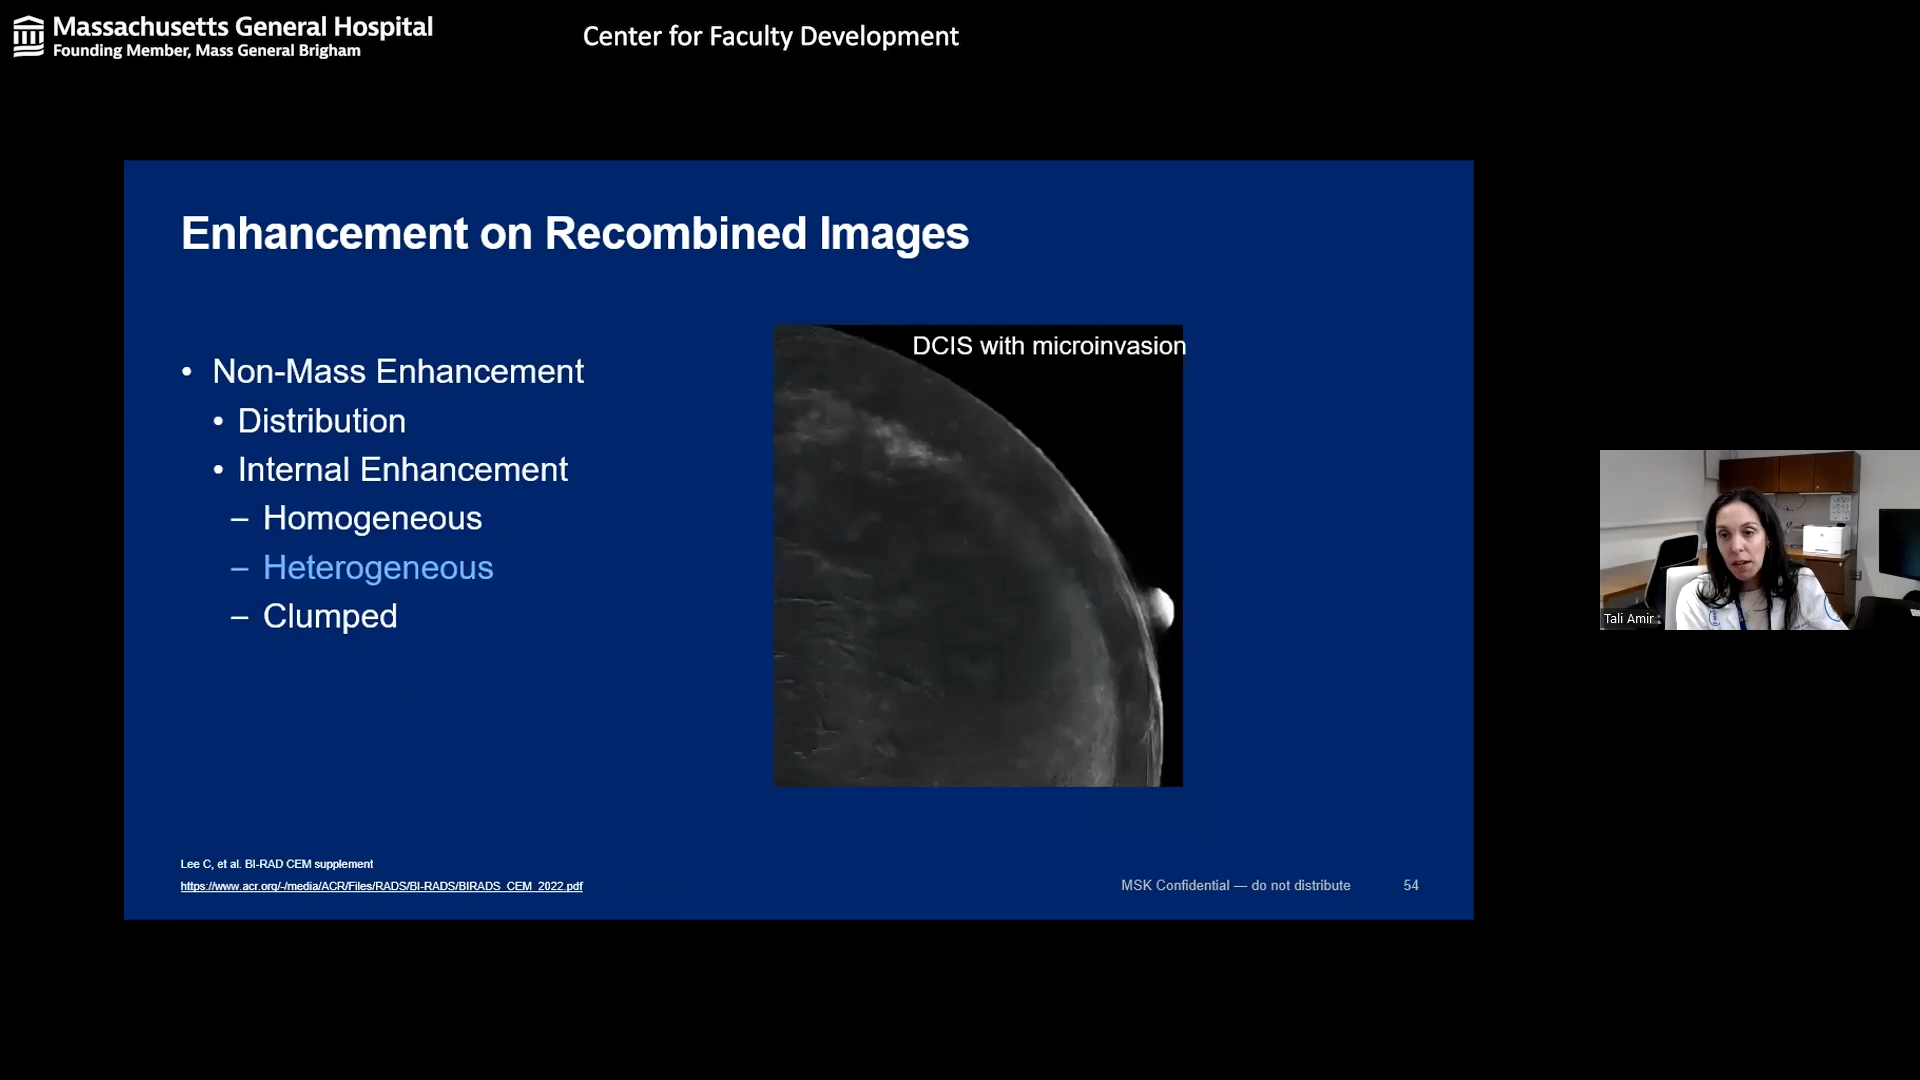 Massachusetts General Hospital
Founding Member, Mass General Brigham
Center for Faculty Development
Enhancement on Recombined Images
• Non-Mass Enhancement
• Distribution
• Internal Enhancement
– Homogeneous
– Heterogeneous
– Clumped
DCIS with microinvasion
Lee C, et al. BI-RAD CEM supplement
https://www.acr.org/-/media/ACR/Files/RADS/BI-RADS/BIRADS_CEM_2022.pdf
MSK Confidential — do not distribute 54
Tali Amir